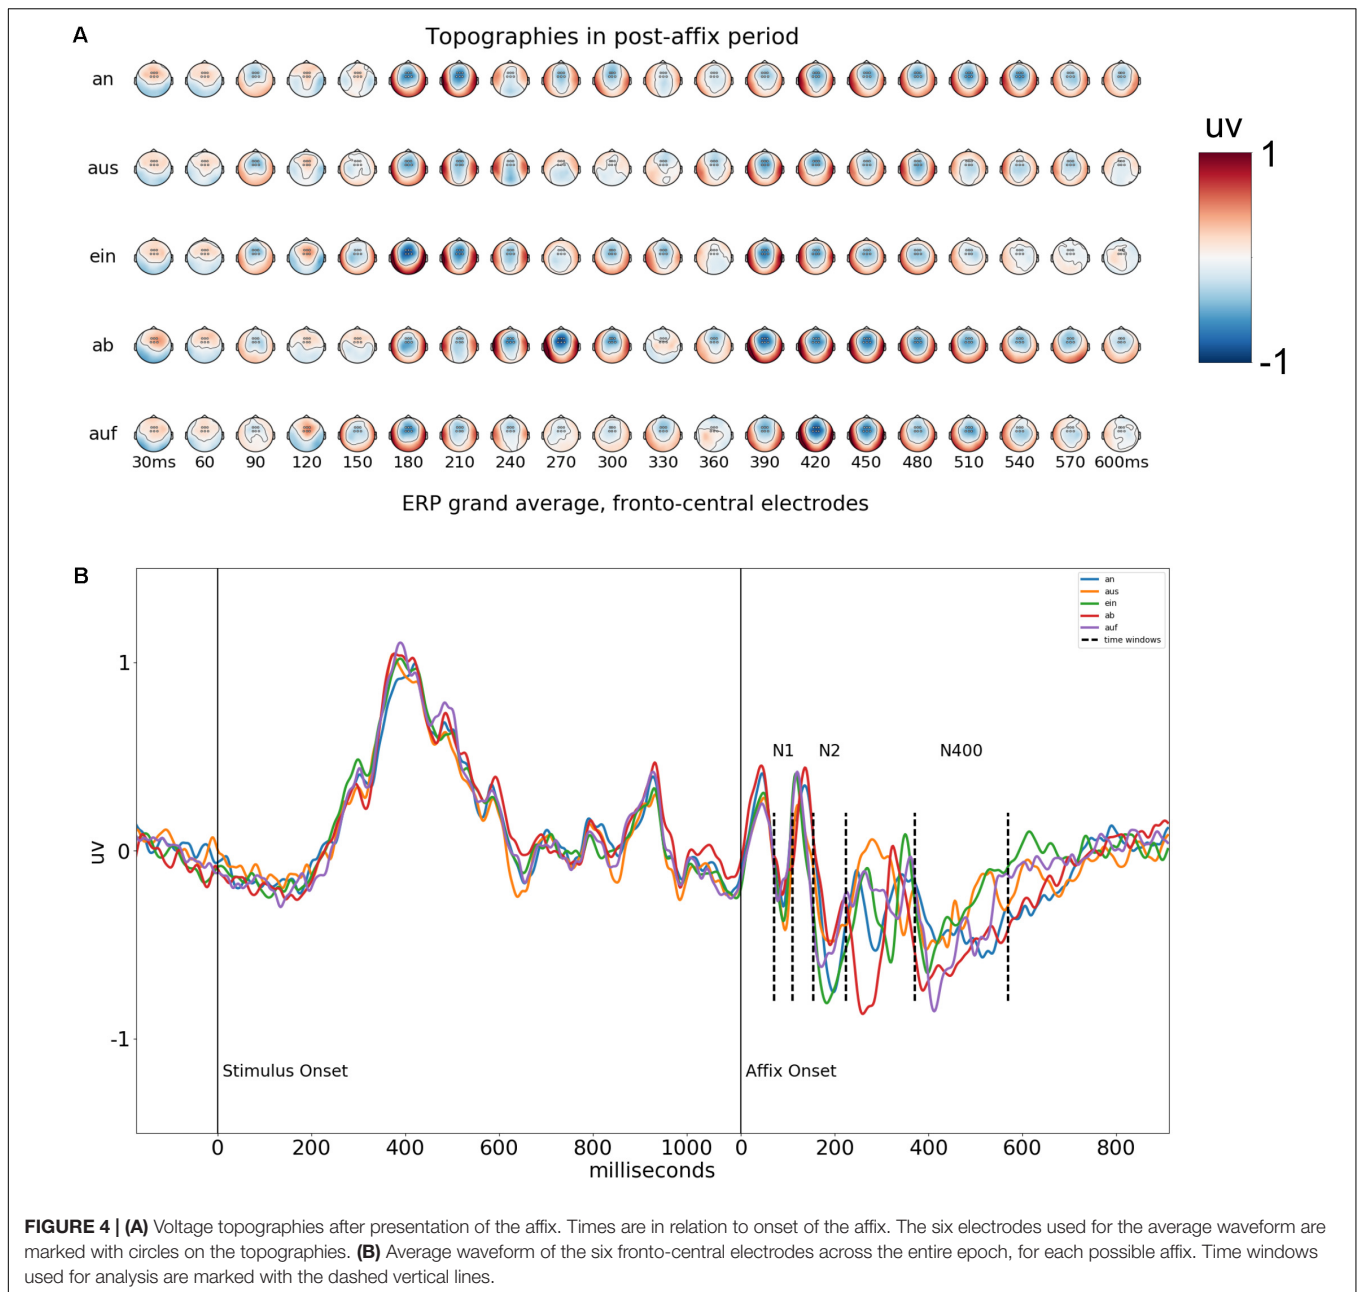 A
Topographies in post-affix period
an
aus
ein
ab
auf
30ms 60 90 120 150 180 210 240 270 300 330 360 390 420 450 480 510 540 570 600ms
uv
1
-1
ERP grand average, fronto-central electrodes
B
an
aus
ein
ab
auf
time windows
N1 N2 N400
1
0
-1
uv
Stimulus Onset Affix Onset
0 200 400 600 800 1000 0 200 400 600 800
milliseconds
FIGURE 4 | (A) Voltage topographies after presentation of the affix. Times are in relation to onset of the affix. The six electrodes used for the average waveform are
marked with circles on the topographies. (B) Average waveform of the six fronto-central electrodes across the entire epoch, for each possible affix. Time windows
used for analysis are marked with the dashed vertical lines.